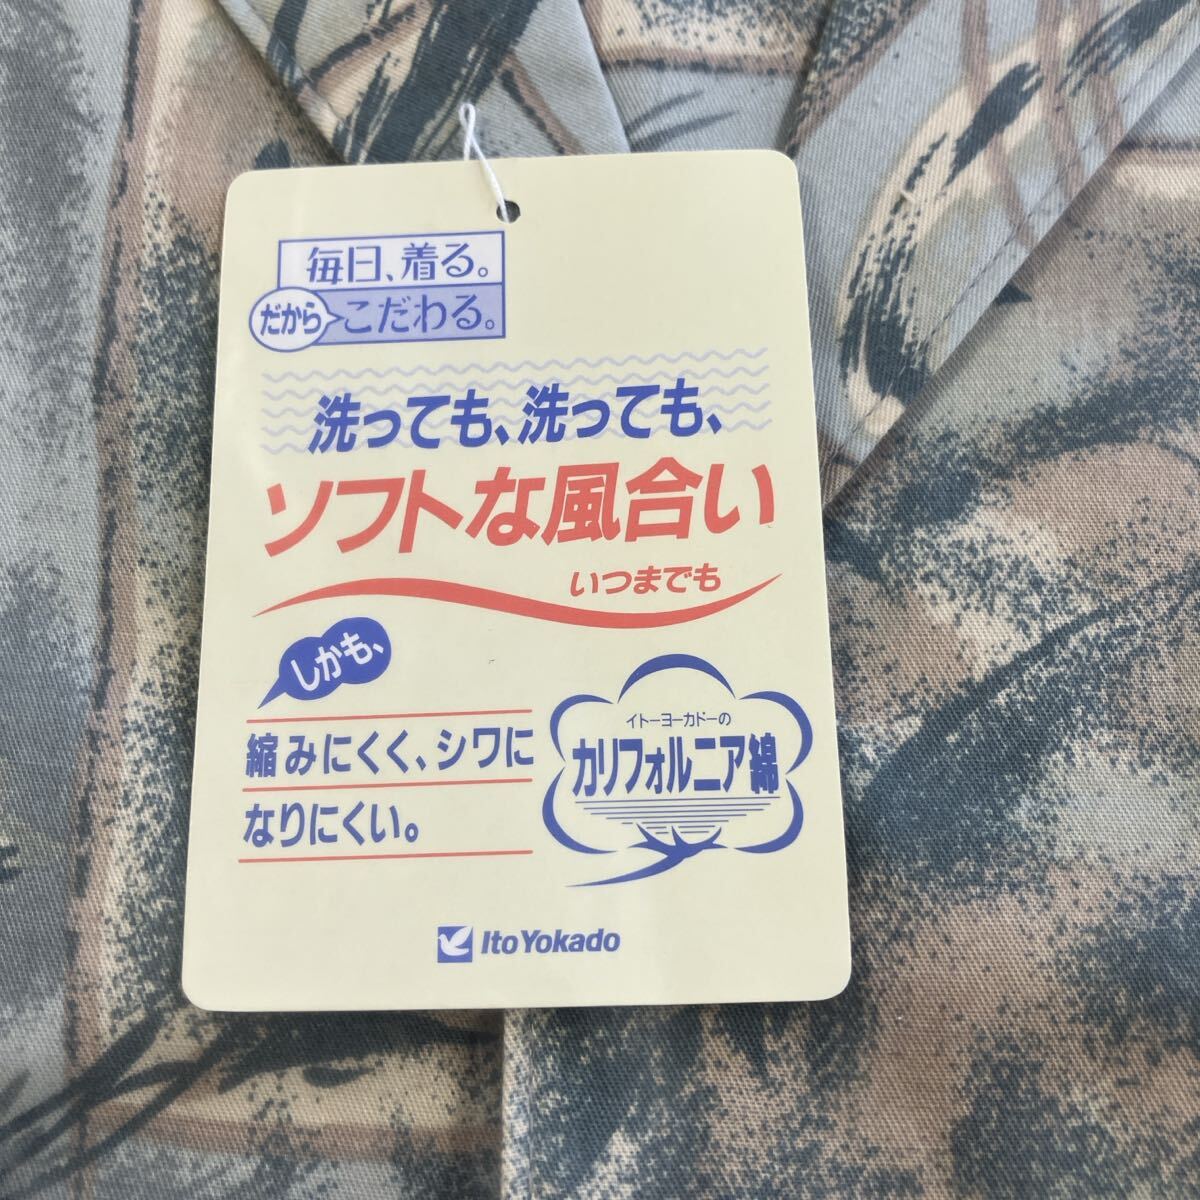 毎日、着る。
だから
こだわる。
洗っても、洗っても、
ソフトな風合い
いつまでも
しかも、
縮みにくく、シワに
なりにくい。
イトーヨーカドーの
カリフォルニア綿
Ito Yokado